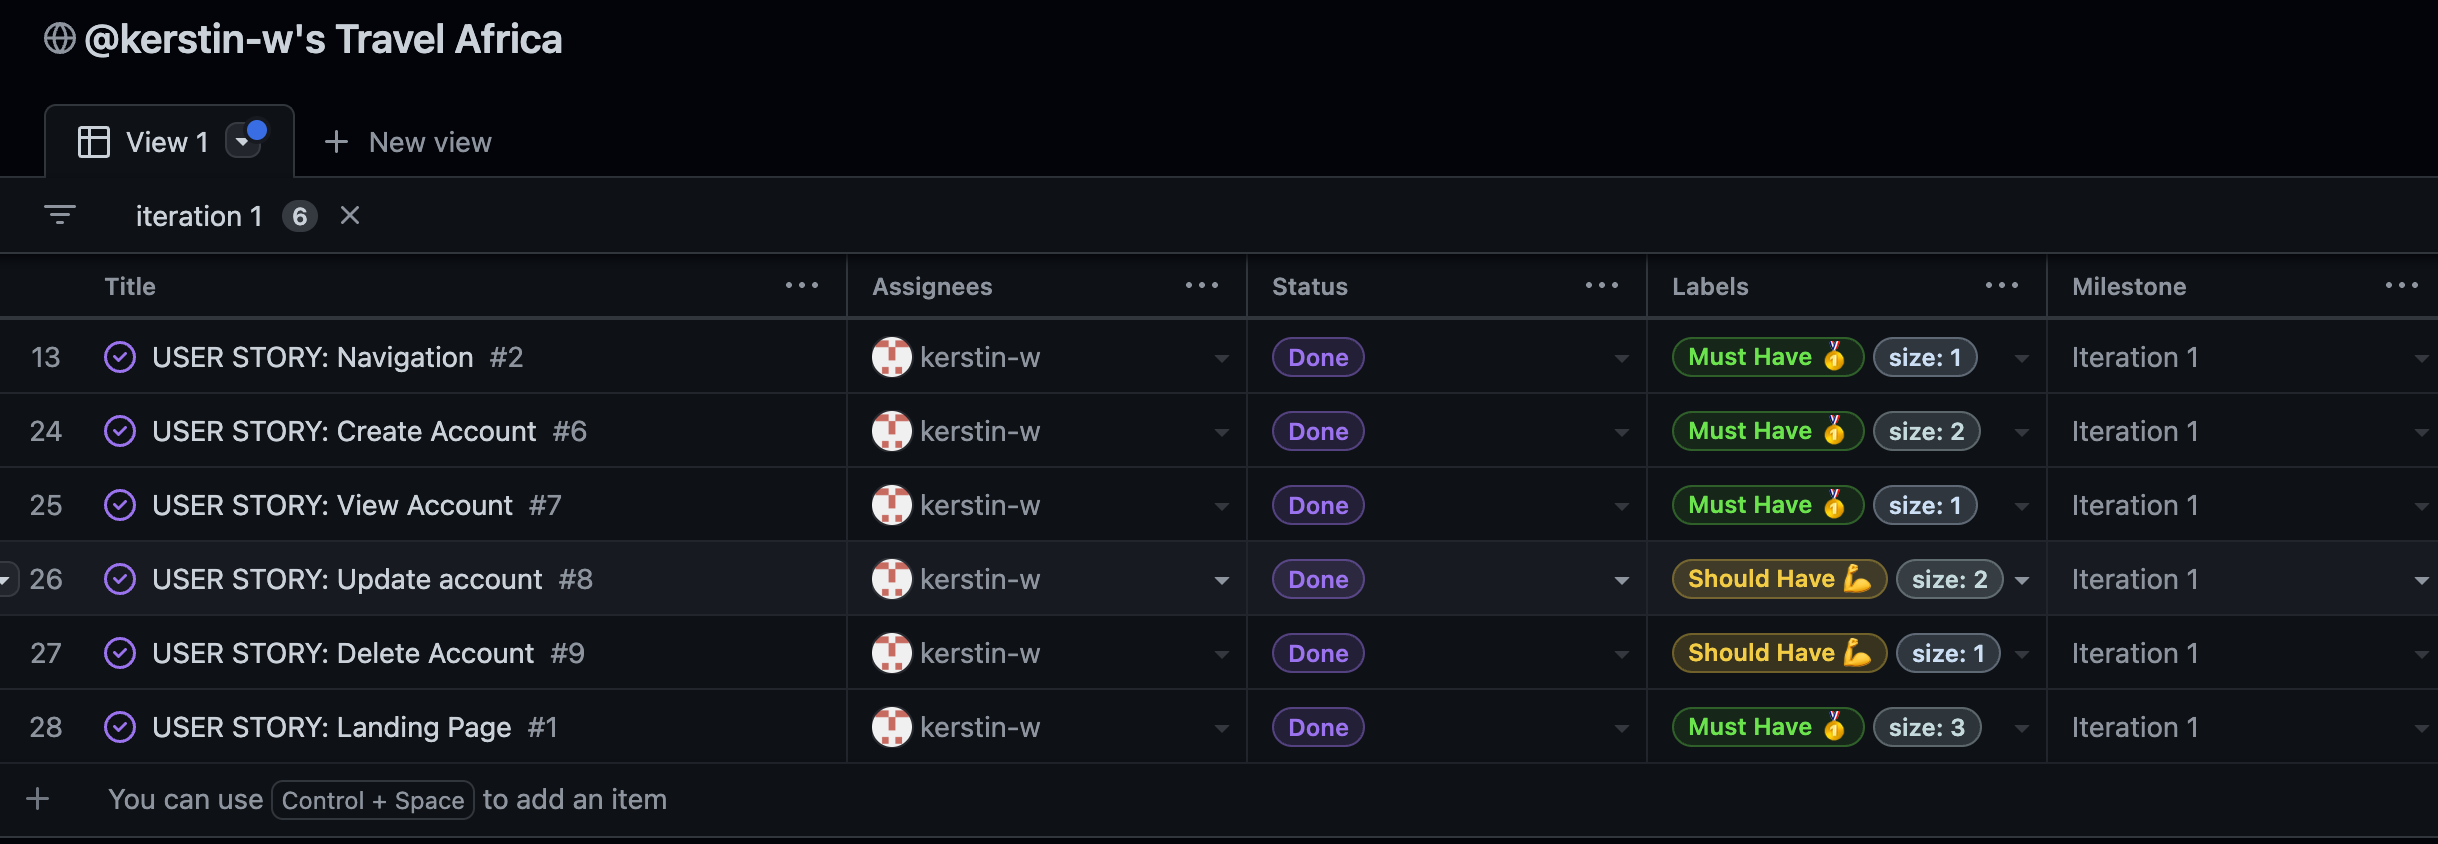 @kerstin-w's Travel Africa
View 1 New view
iteration 1 6
Title Assignees Status Labels Milestone
13 USER STORY: Navigation #2 kerstin-w Done Must Have 🥇 size: 1 Iteration 1
24 USER STORY: Create Account #6 kerstin-w Done Must Have 🥇 size: 2 Iteration 1
25 USER STORY: View Account #7 kerstin-w Done Must Have 🥇 size: 1 Iteration 1
26 USER STORY: Update account #8 kerstin-w Done Should Have 💪 size: 2 Iteration 1
27 USER STORY: Delete Account #9 kerstin-w Done Should Have 💪 size: 1 Iteration 1
28 USER STORY: Landing Page #1 kerstin-w Done Must Have 🥇 size: 3 Iteration 1
You can use Control + Space to add an item